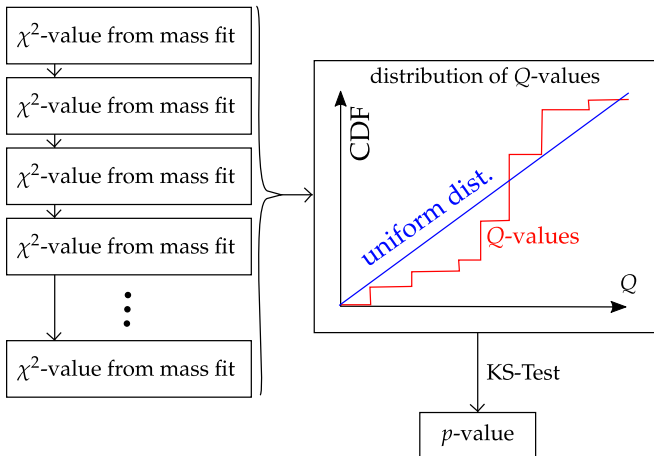 χ²-value from mass fit
χ²-value from mass fit
χ²-value from mass fit
χ²-value from mass fit
χ²-value from mass fit
distribution of Q-values
CDF
uniform dist.
Q-values
Q
KS-Test
p-value